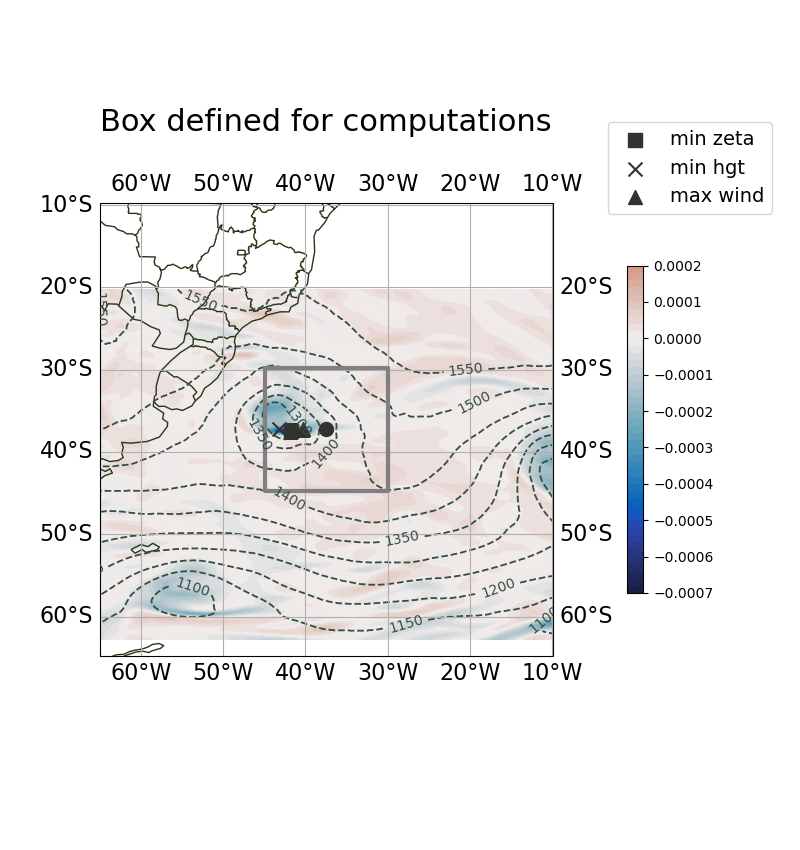 Box defined for computations
min zeta
min hgt
max wind
60°W 50°W 40°W 30°W 20°W 10°W
10°S
20°S 20°S
30°S 30°S
40°S 40°S
50°S 50°S
60°S 60°S
60°W 50°W 40°W 30°W 20°W 10°W
1550
1550
1500
1350
1400
1400
1350
1100
1200
1150
0.0002
0.0001
0.0000
−0.0001
−0.0002
−0.0003
−0.0004
−0.0005
−0.0006
−0.0007